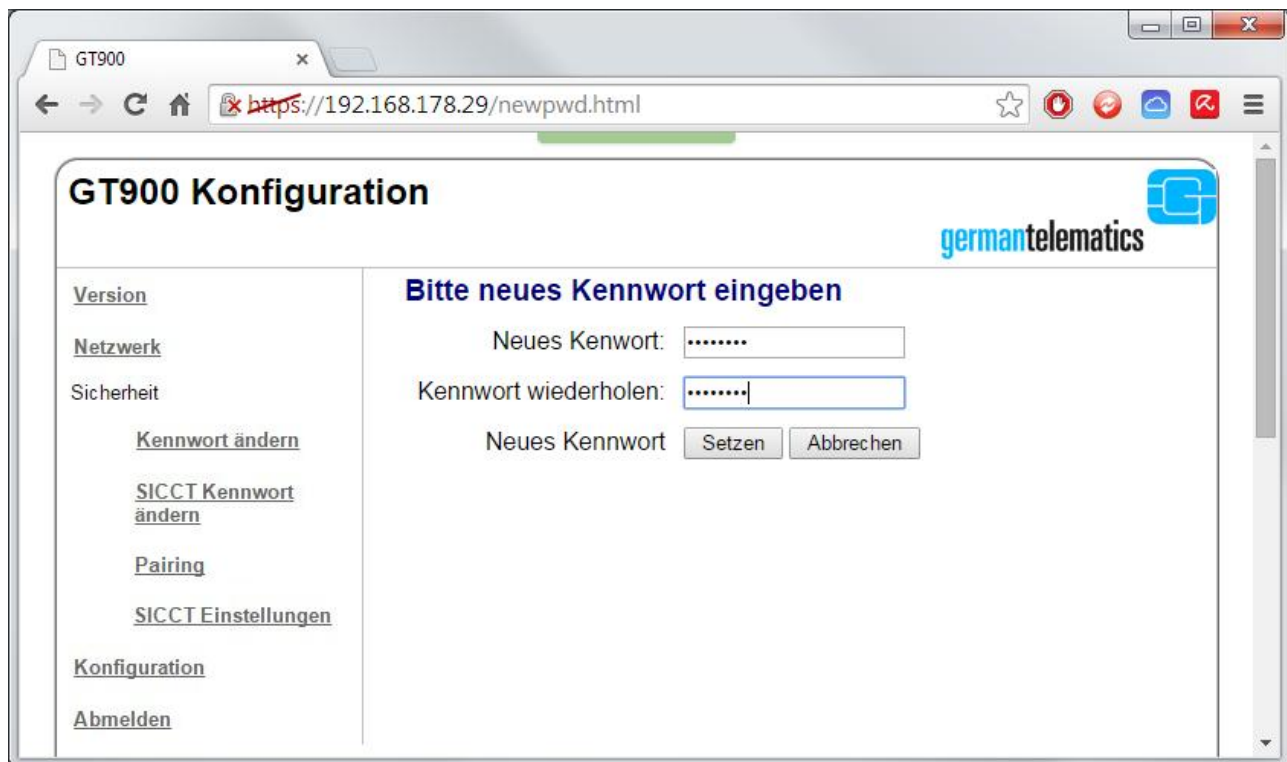 GT900
https://192.168.178.29/newpwd.html
GT900 Konfiguration
germantelematics
Version
Netzwerk
Sicherheit
Kennwort ändern
SICCT Kennwort
ändern
Pairing
SICCT Einstellungen
Konfiguration
Abmelden
Bitte neues Kennwort eingeben
Neues Kenwort: ••••••••
Kennwort wiederholen: ••••••••
Neues Kennwort Setzen Abbrechen